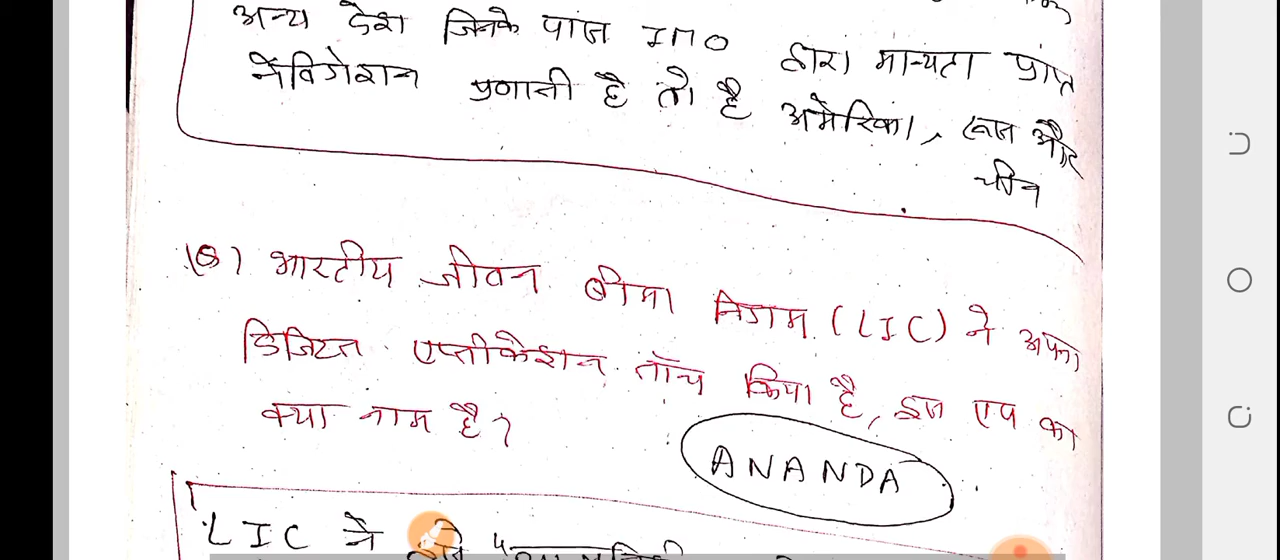 अन्य देश जिनके पास IMO द्वारा मान्यता प्राप्त
नेविगेशन प्रणाली है वो है अमेरिका, रूस और
चीन
(Q) भारतीय जीवन बीमा निगम (LIC) ने अपना
डिजिटल एप्लीकेशन लॉन्च किया है, इस एप का
क्या नाम है?
ANANDA
LIC ने